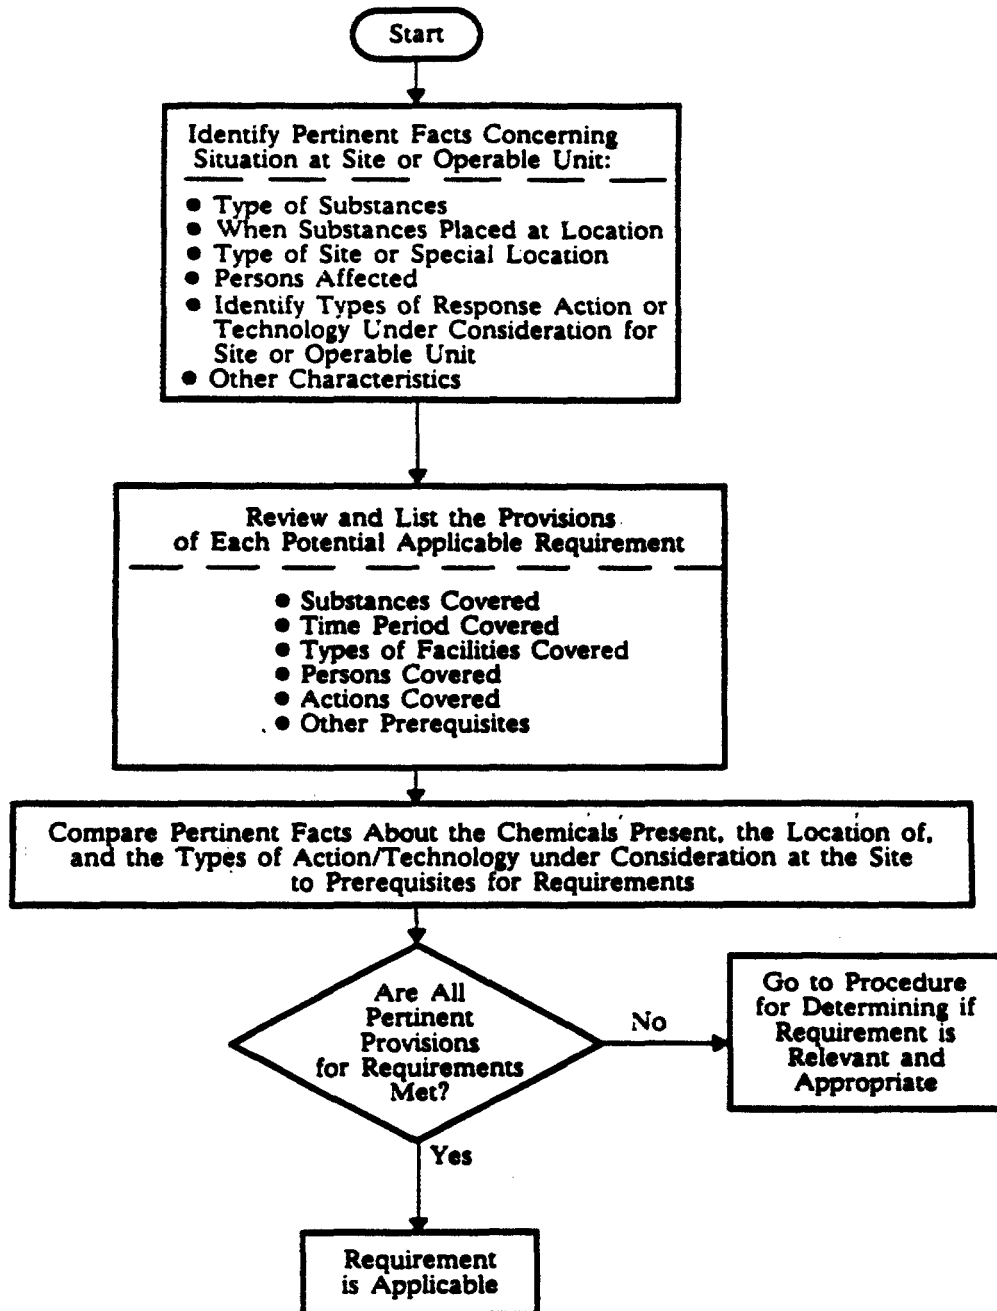 Start
Identify Pertinent Facts Concerning
Situation at Site or Operable Unit:
● Type of Substances
● When Substances Placed at Location
● Type of Site or Special Location
● Persons Affected
● Identify Types of Response Action or
Technology Under Consideration for
Site or Operable Unit
● Other Characteristics
Review and List the Provisions
of Each Potential Applicable Requirement
● Substances Covered
● Time Period Covered
● Types of Facilities Covered
● Persons Covered
● Actions Covered
● Other Prerequisites
Compare Pertinent Facts About the Chemicals Present, the Location of,
and the Types of Action/Technology under Consideration at the Site
to Prerequisites for Requirements
Are All
Pertinent
Provisions
for Requirements
Met?
No
Go to Procedure
for Determining if
Requirement is
Relevant and
Appropriate
Yes
Requirement
is Applicable